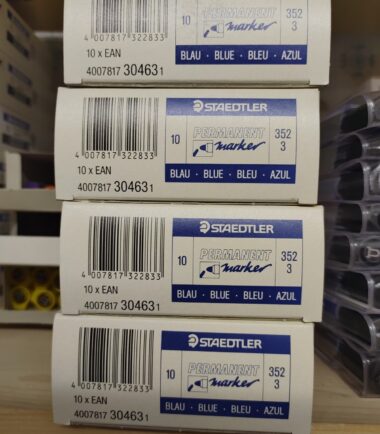 10
PERMANENT
352
marker
3
4 007817 322833
10 x EAN
4007817 304631
BLAU · BLUE · BLEU · AZUL
STAEDTLER
10
PERMANENT
352
marker
3
4 007817 322833
10 x EAN
4007817 304631
BLAU · BLUE · BLEU · AZUL
STAEDTLER
10
PERMANENT
352
marker
3
4 007817 322833
10 x EAN
4007817 304631
BLAU · BLUE · BLEU · AZUL
STAEDTLER
10
PERMANENT
352
marker
3
4 007817 322833
10 x EAN
4007817 304631
BLAU · BLUE · BLEU · AZUL